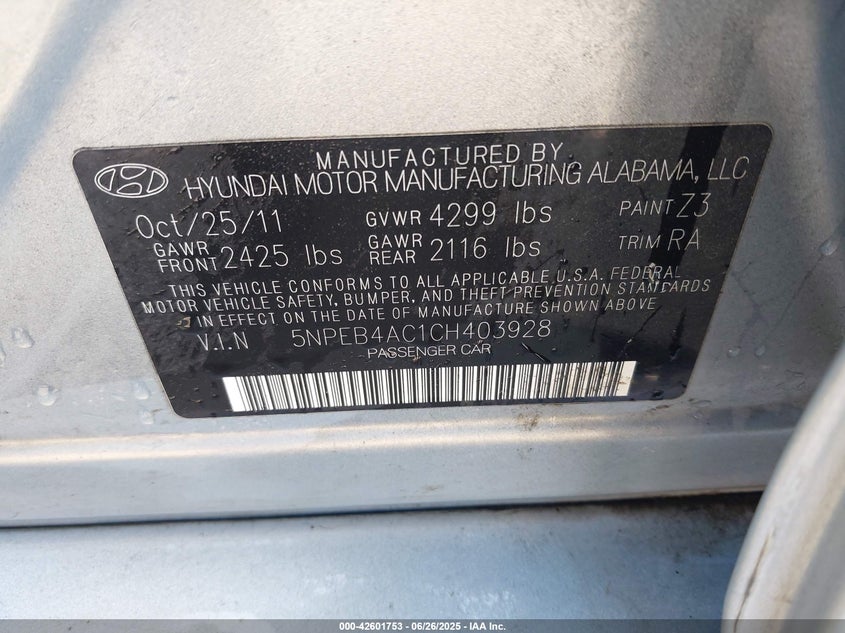 MANUFACTURED BY
HYUNDAI MOTOR MANUFACTURING ALABAMA, LLC
Oct/25/11 GVWR 4299 lbs PAINT Z3
GAWR FRONT 2425 lbs GAWR REAR 2116 lbs TRIM RA
THIS VEHICLE CONFORMS TO ALL APPLICABLE U.S.A. FEDERAL
MOTOR VEHICLE SAFETY, BUMPER, AND THEFT PREVENTION STANDARDS
IN EFFECT ON THE DATE OF MANUFACTURE SHOWN ABOVE
V.I.N 5NPEB4AC1CH403928
PASSENGER CAR
000-42601753 - 06/26/2025 - IAA Inc.